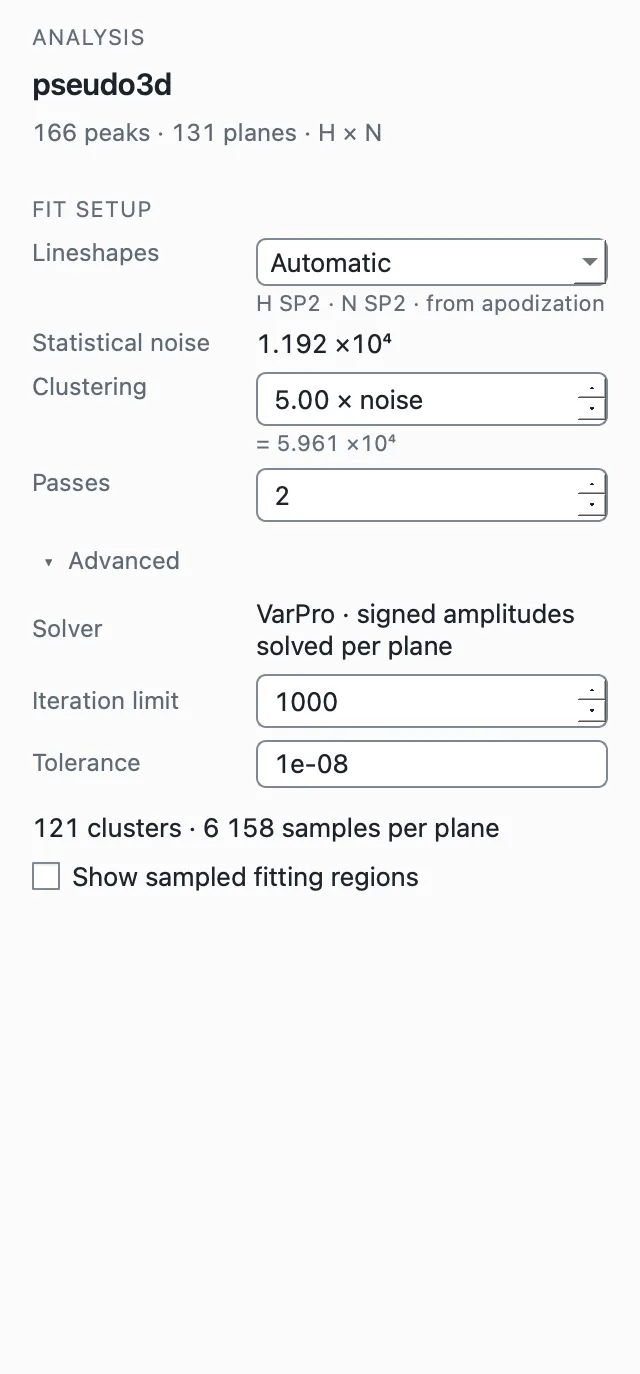 ANALYSIS
pseudo3d
166 peaks · 131 planes · H × N
FIT SETUP
Lineshapes
Automatic
H SP2 · N SP2 · from apodization
Statistical noise
1.192 ×10⁴
Clustering
5.00 × noise
= 5.961 ×10⁴
Passes
2
Advanced
Solver
VarPro · signed amplitudes
solved per plane
Iteration limit
1000
Tolerance
1e-08
121 clusters · 6 158 samples per plane
Show sampled fitting regions